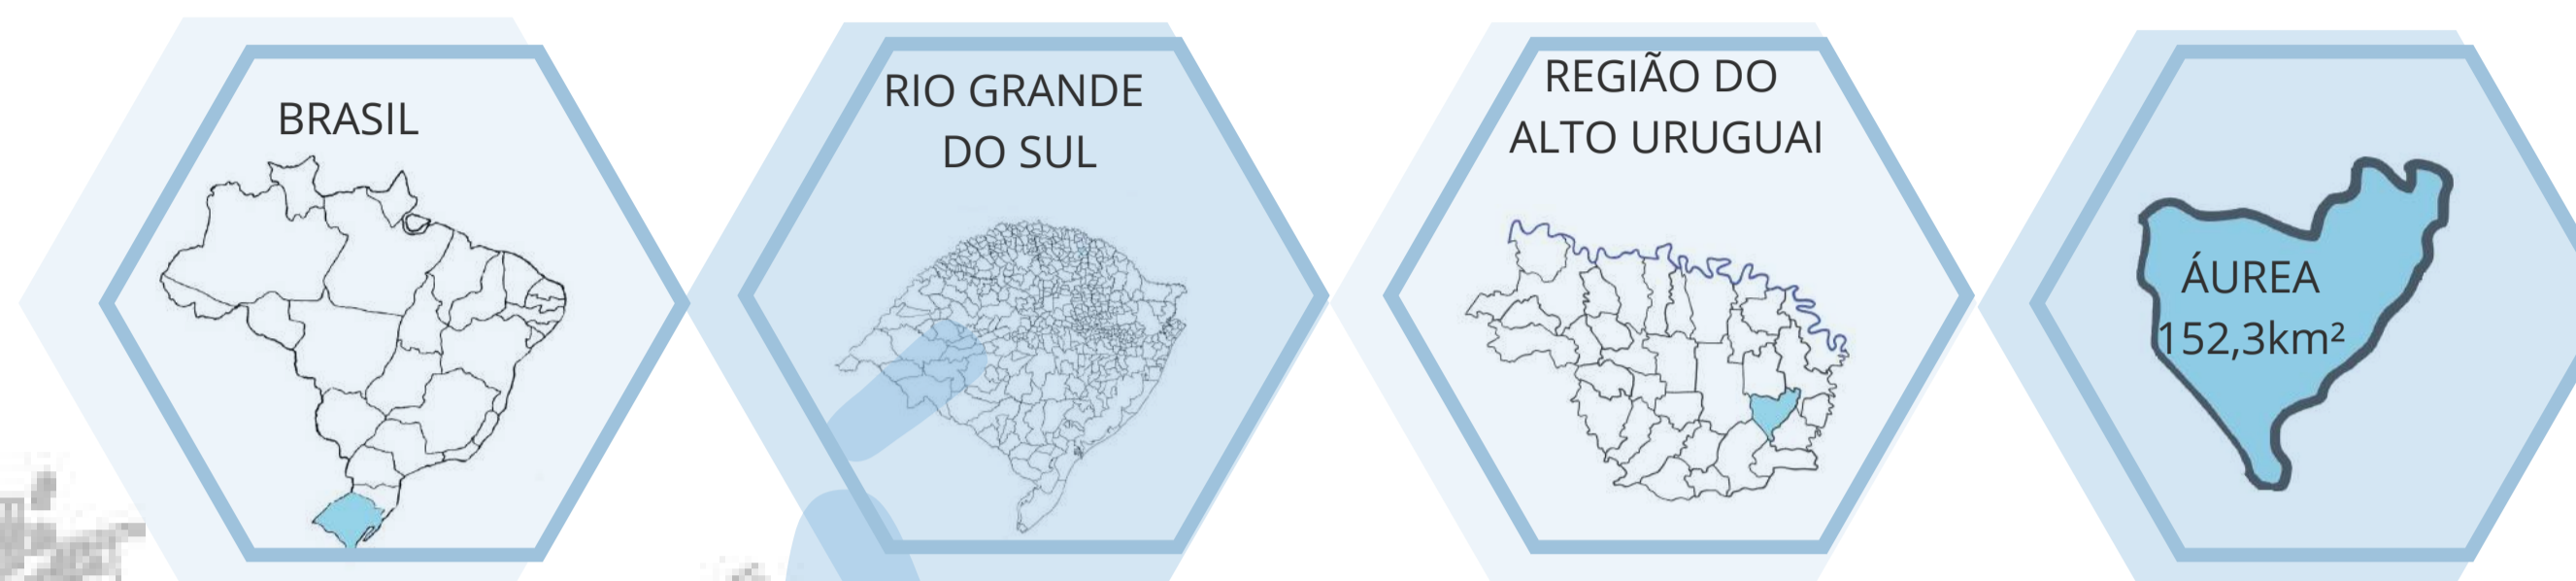 BRASIL
RIO GRANDE
DO SUL
REGIÃO DO
ALTO URUGUAI
ÁUREA
152,3km²